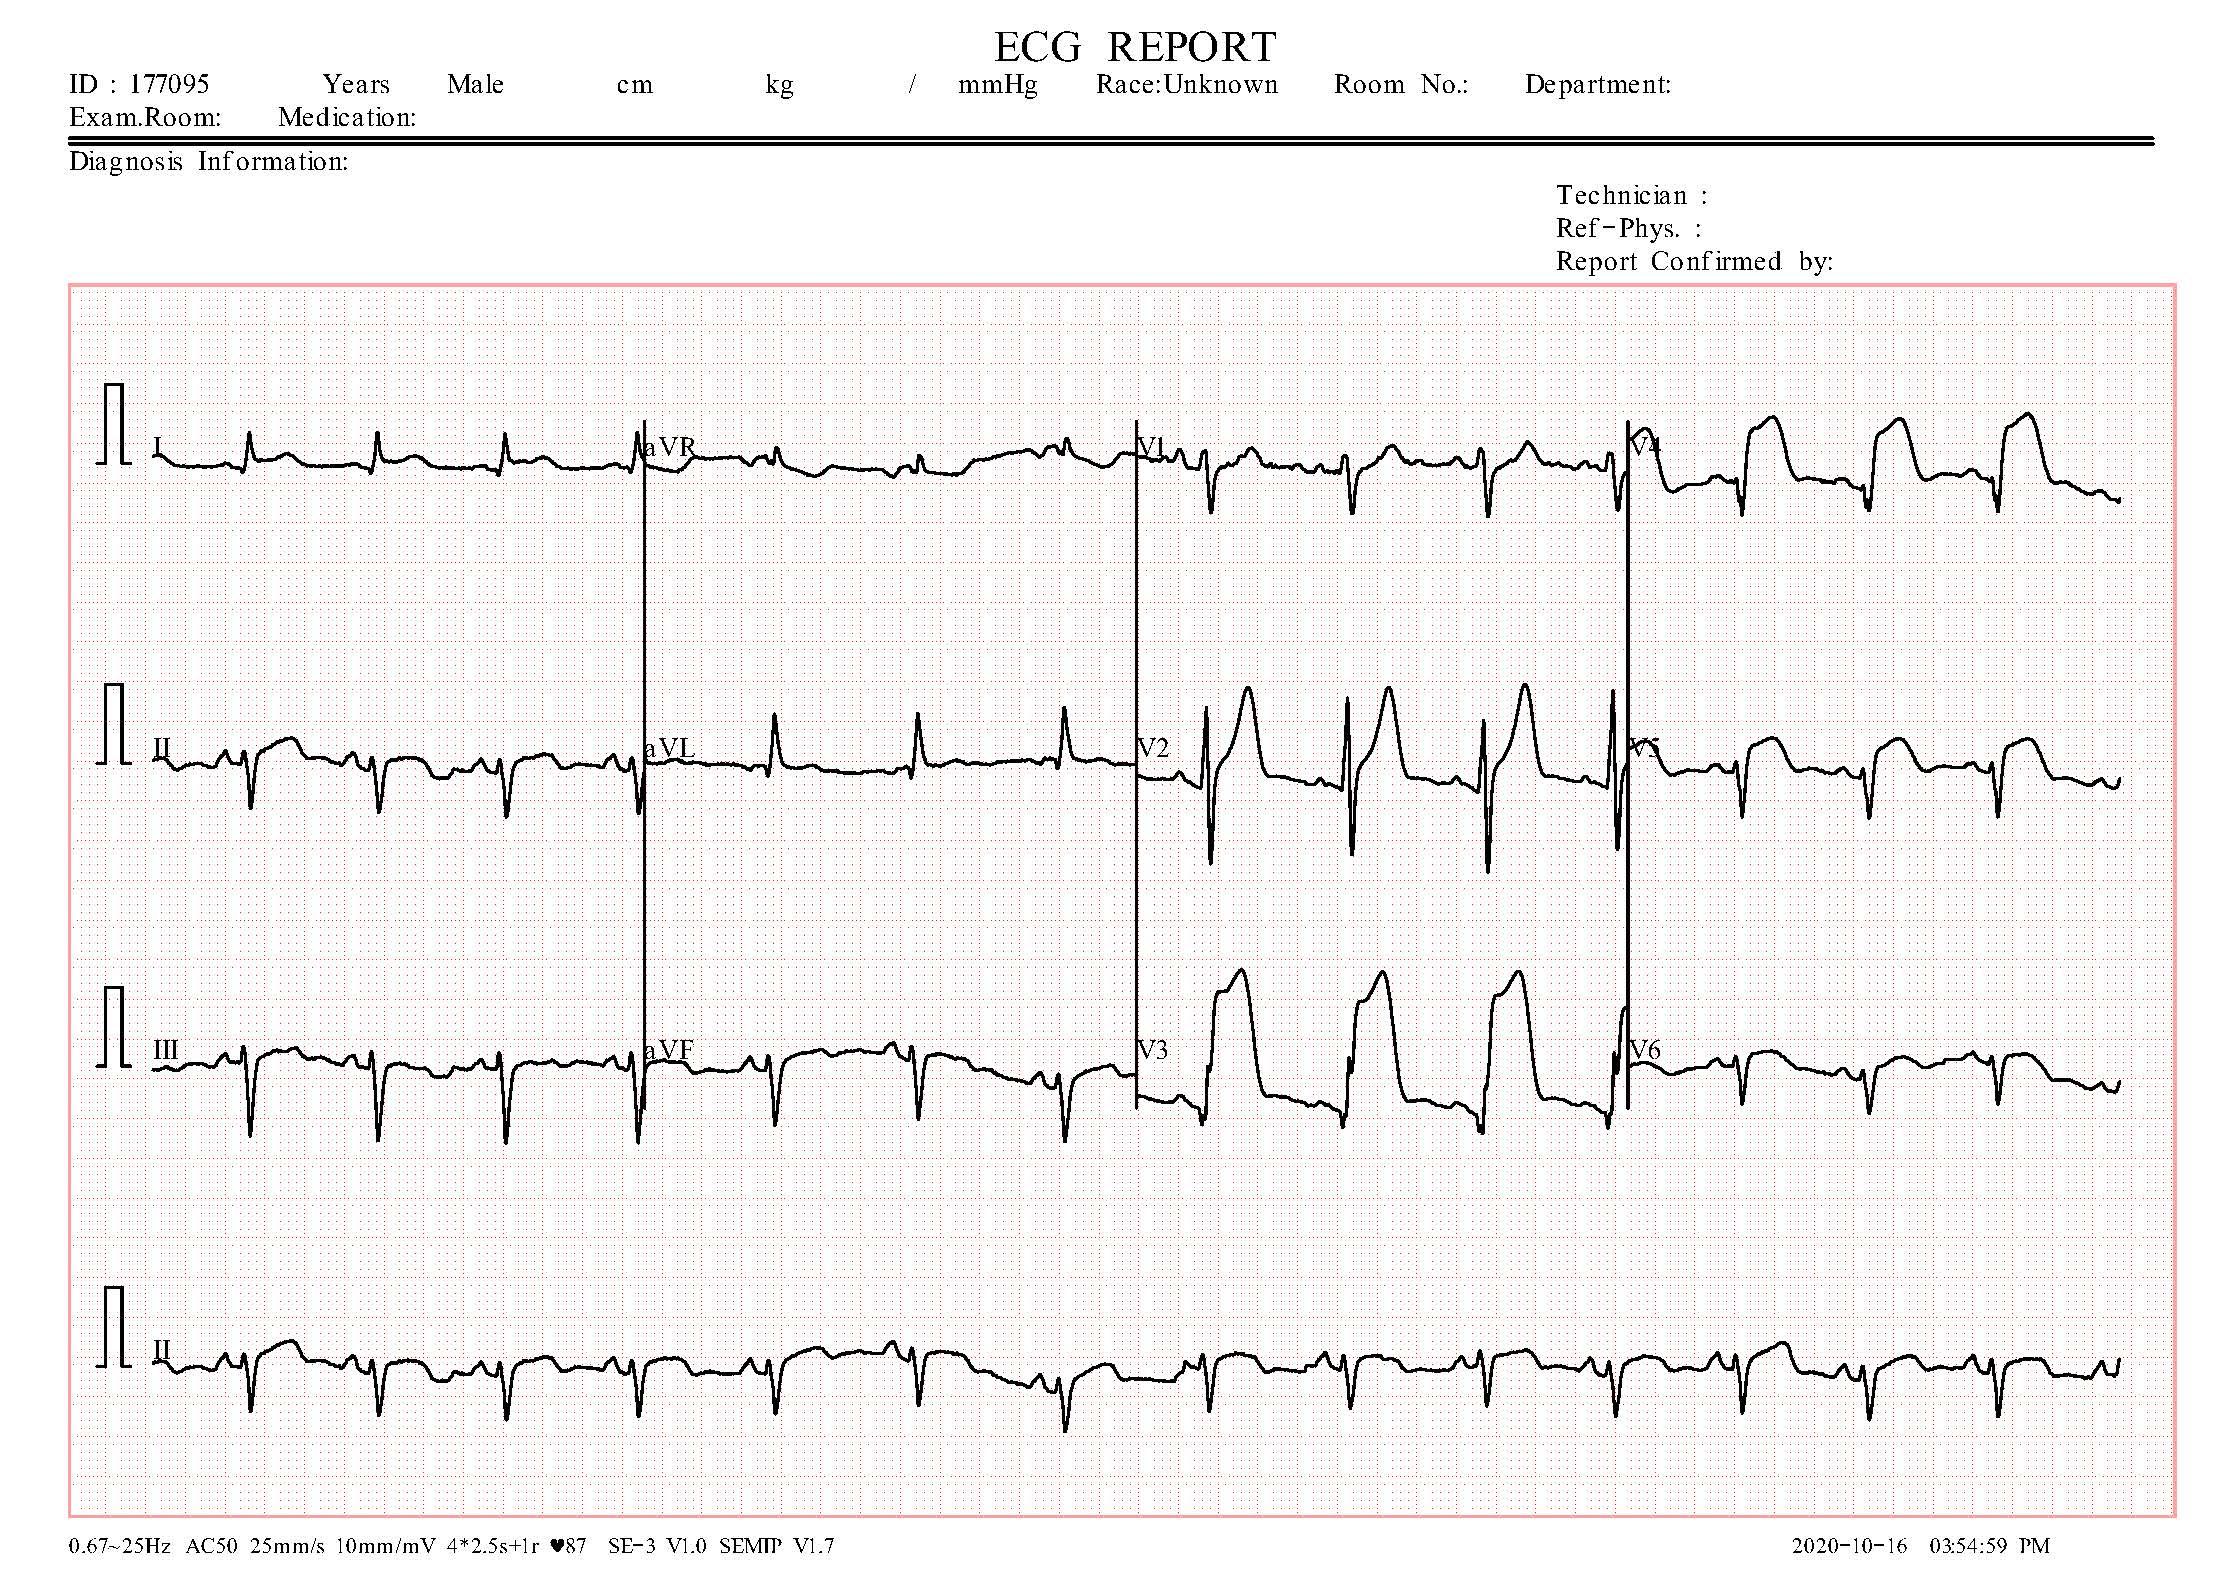 ECG REPORT
ID : 177095 Years Male cm kg / mmHg Race:Unknown Room No.: Department:
Exam.Room: Medication:
Diagnosis Information:
Technician :
Ref-Phys. :
Report Confirmed by:
I aVR V1 V4
II aVL V2 V5
III aVF V3 V6
II
0.67~25Hz AC50 25mm/s 10mm/mV 4*2.5s+1r ♥87 SE-3 V1.0 SEMIP V1.7 2020-10-16 03:54:59 PM